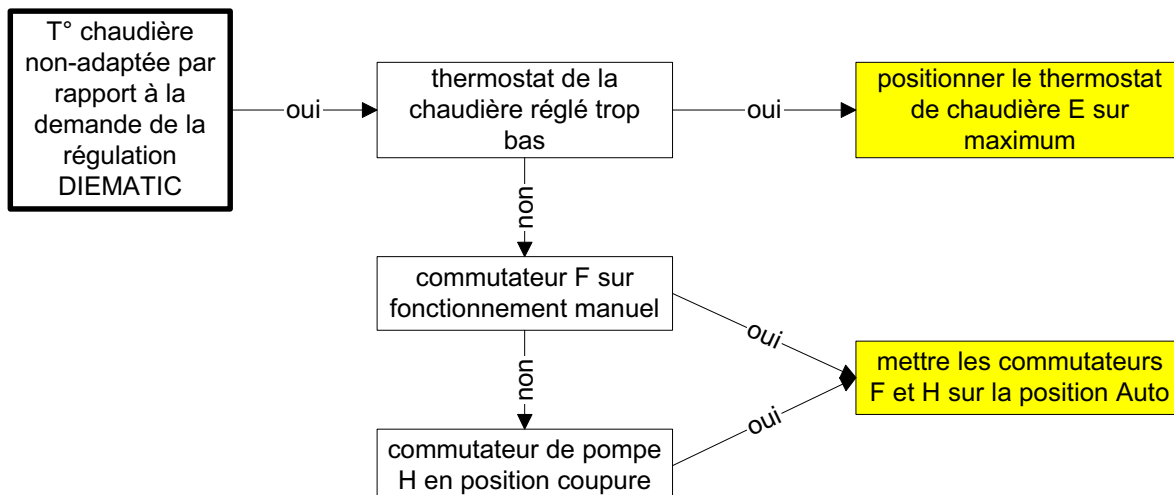 T° chaudière
non-adaptée par
rapport à la
demande de la
régulation
DIEMATIC
oui
thermostat de la
chaudière réglé trop
bas
oui
positionner le thermostat
de chaudière E sur
maximum
non
commutateur F sur
fonctionnement manuel
oui
mettre les commutateurs
F et H sur la position Auto
non
oui
commutateur de pompe
H en position coupure